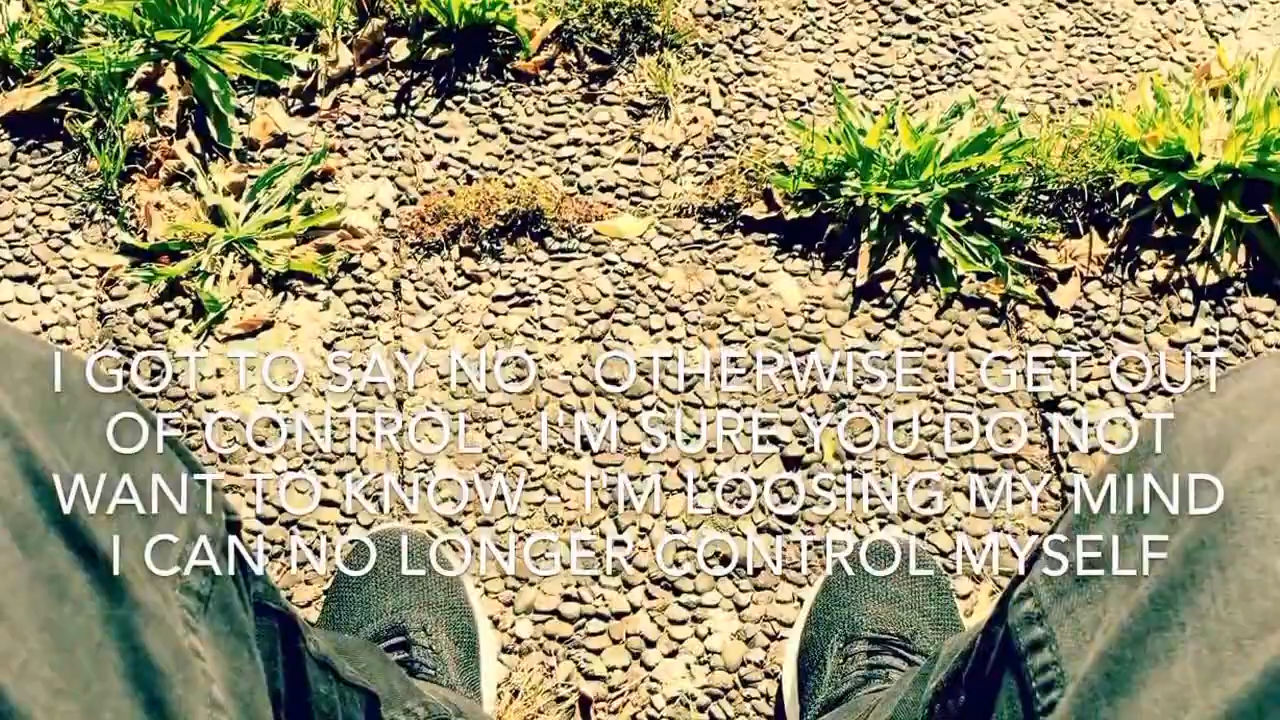 I GOT TO SAY NO - OTHERWISE I GET OUT
OF CONTROL - I'M SURE YOU DO NOT
WANT TO KNOW - I'M LOOSING MY MIND
I CAN NO LONGER CONTROL MYSELF